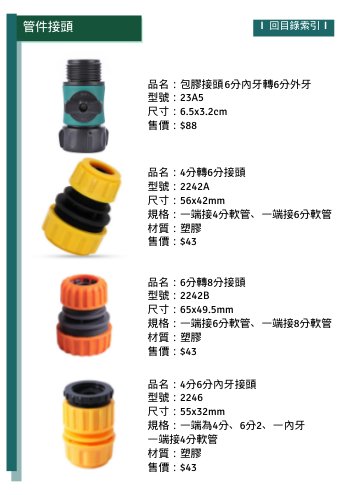 管件接頭
回目錄索引
品名：包膠接頭6分內牙轉6分外牙
型號：23A5
尺寸：6.5x3.2cm
售價：$88
品名：4分轉6分接頭
型號：2242A
尺寸：56x42mm
規格：一端接4分軟管、一端接6分軟管
材質：塑膠
售價：$43
品名：6分轉8分接頭
型號：2242B
尺寸：65x49.5mm
規格：一端接6分軟管、一端接8分軟管
材質：塑膠
售價：$43
品名：4分6分內牙接頭
型號：2246
尺寸：55x32mm
規格：一端為4分、6分2、一內牙
一端接4分軟管
材質：塑膠
售價：$43